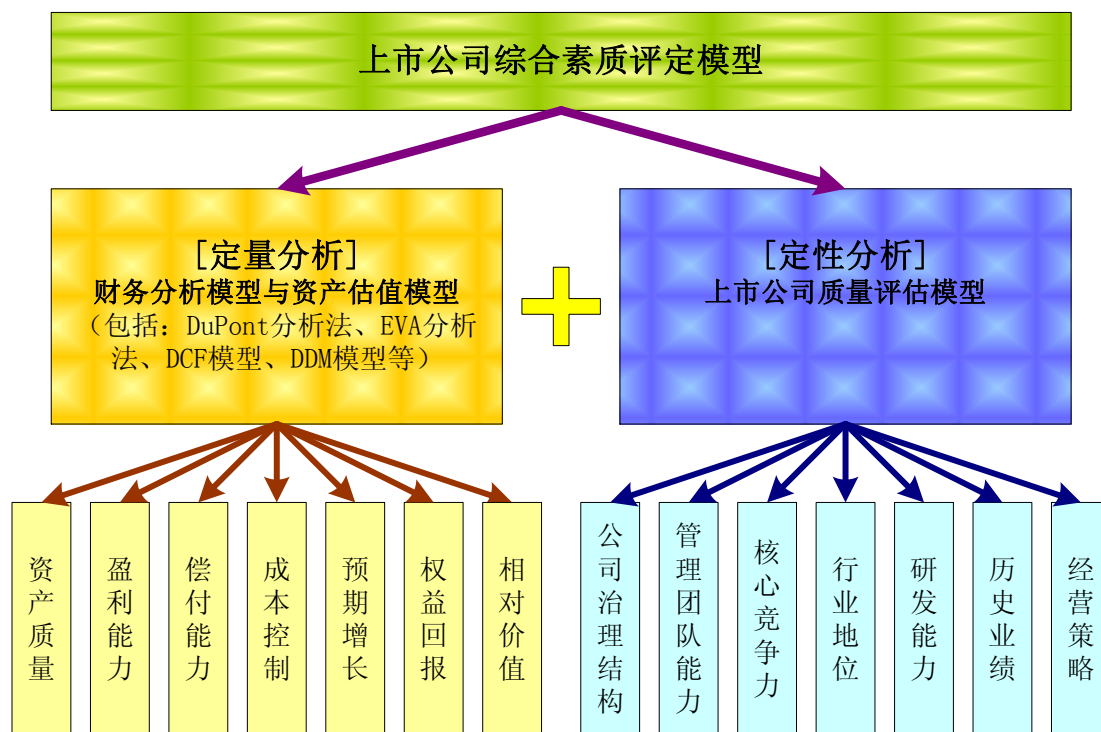 上市公司综合素质评定模型
[定量分析]
财务分析模型与资产估值模型
（包括：DuPont分析法、EVA分析
法、DCF模型、DDM模型等）
[定性分析]
上市公司质量评估模型
资产质量
盈利能力
偿付能力
成本控制
预期增长
权益回报
相对价值
公司治理结构
管理团队能力
核心竞争力
行业地位
研发能力
历史业绩
经营策略